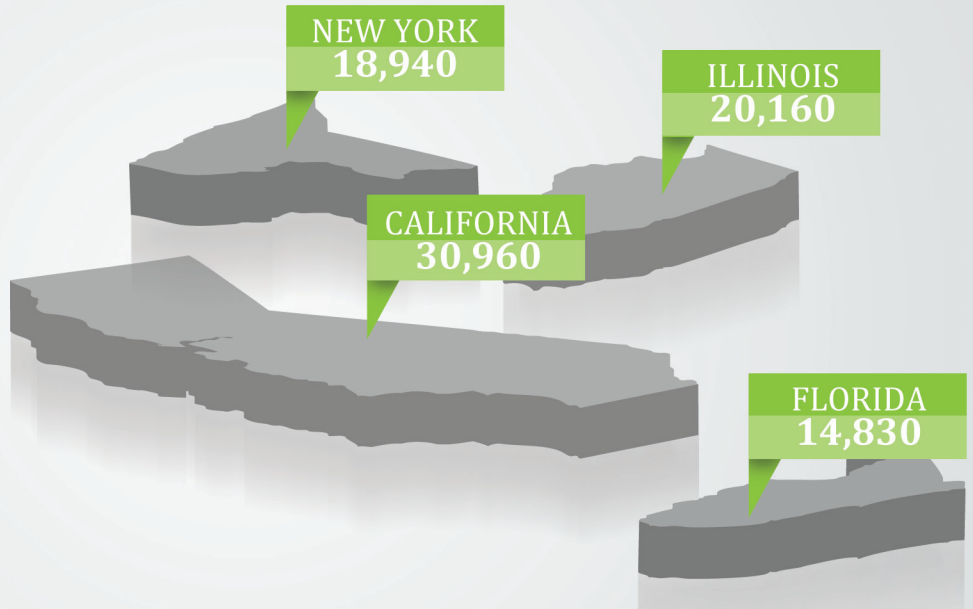 NEW YORK
18,940
ILLINOIS
20,160
CALIFORNIA
30,960
FLORIDA
14,830